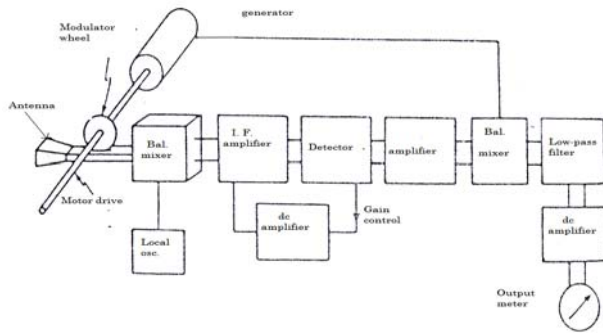 generator
Modulator
wheel
Antenna
Bal.
mixer
I. F.
amplifier
Detector
amplifier
Bal.
mixer
Low-pass
filter
Motor drive
Gain
control
dc
amplifier
Local
osc.
dc
amplifier
Output
meter